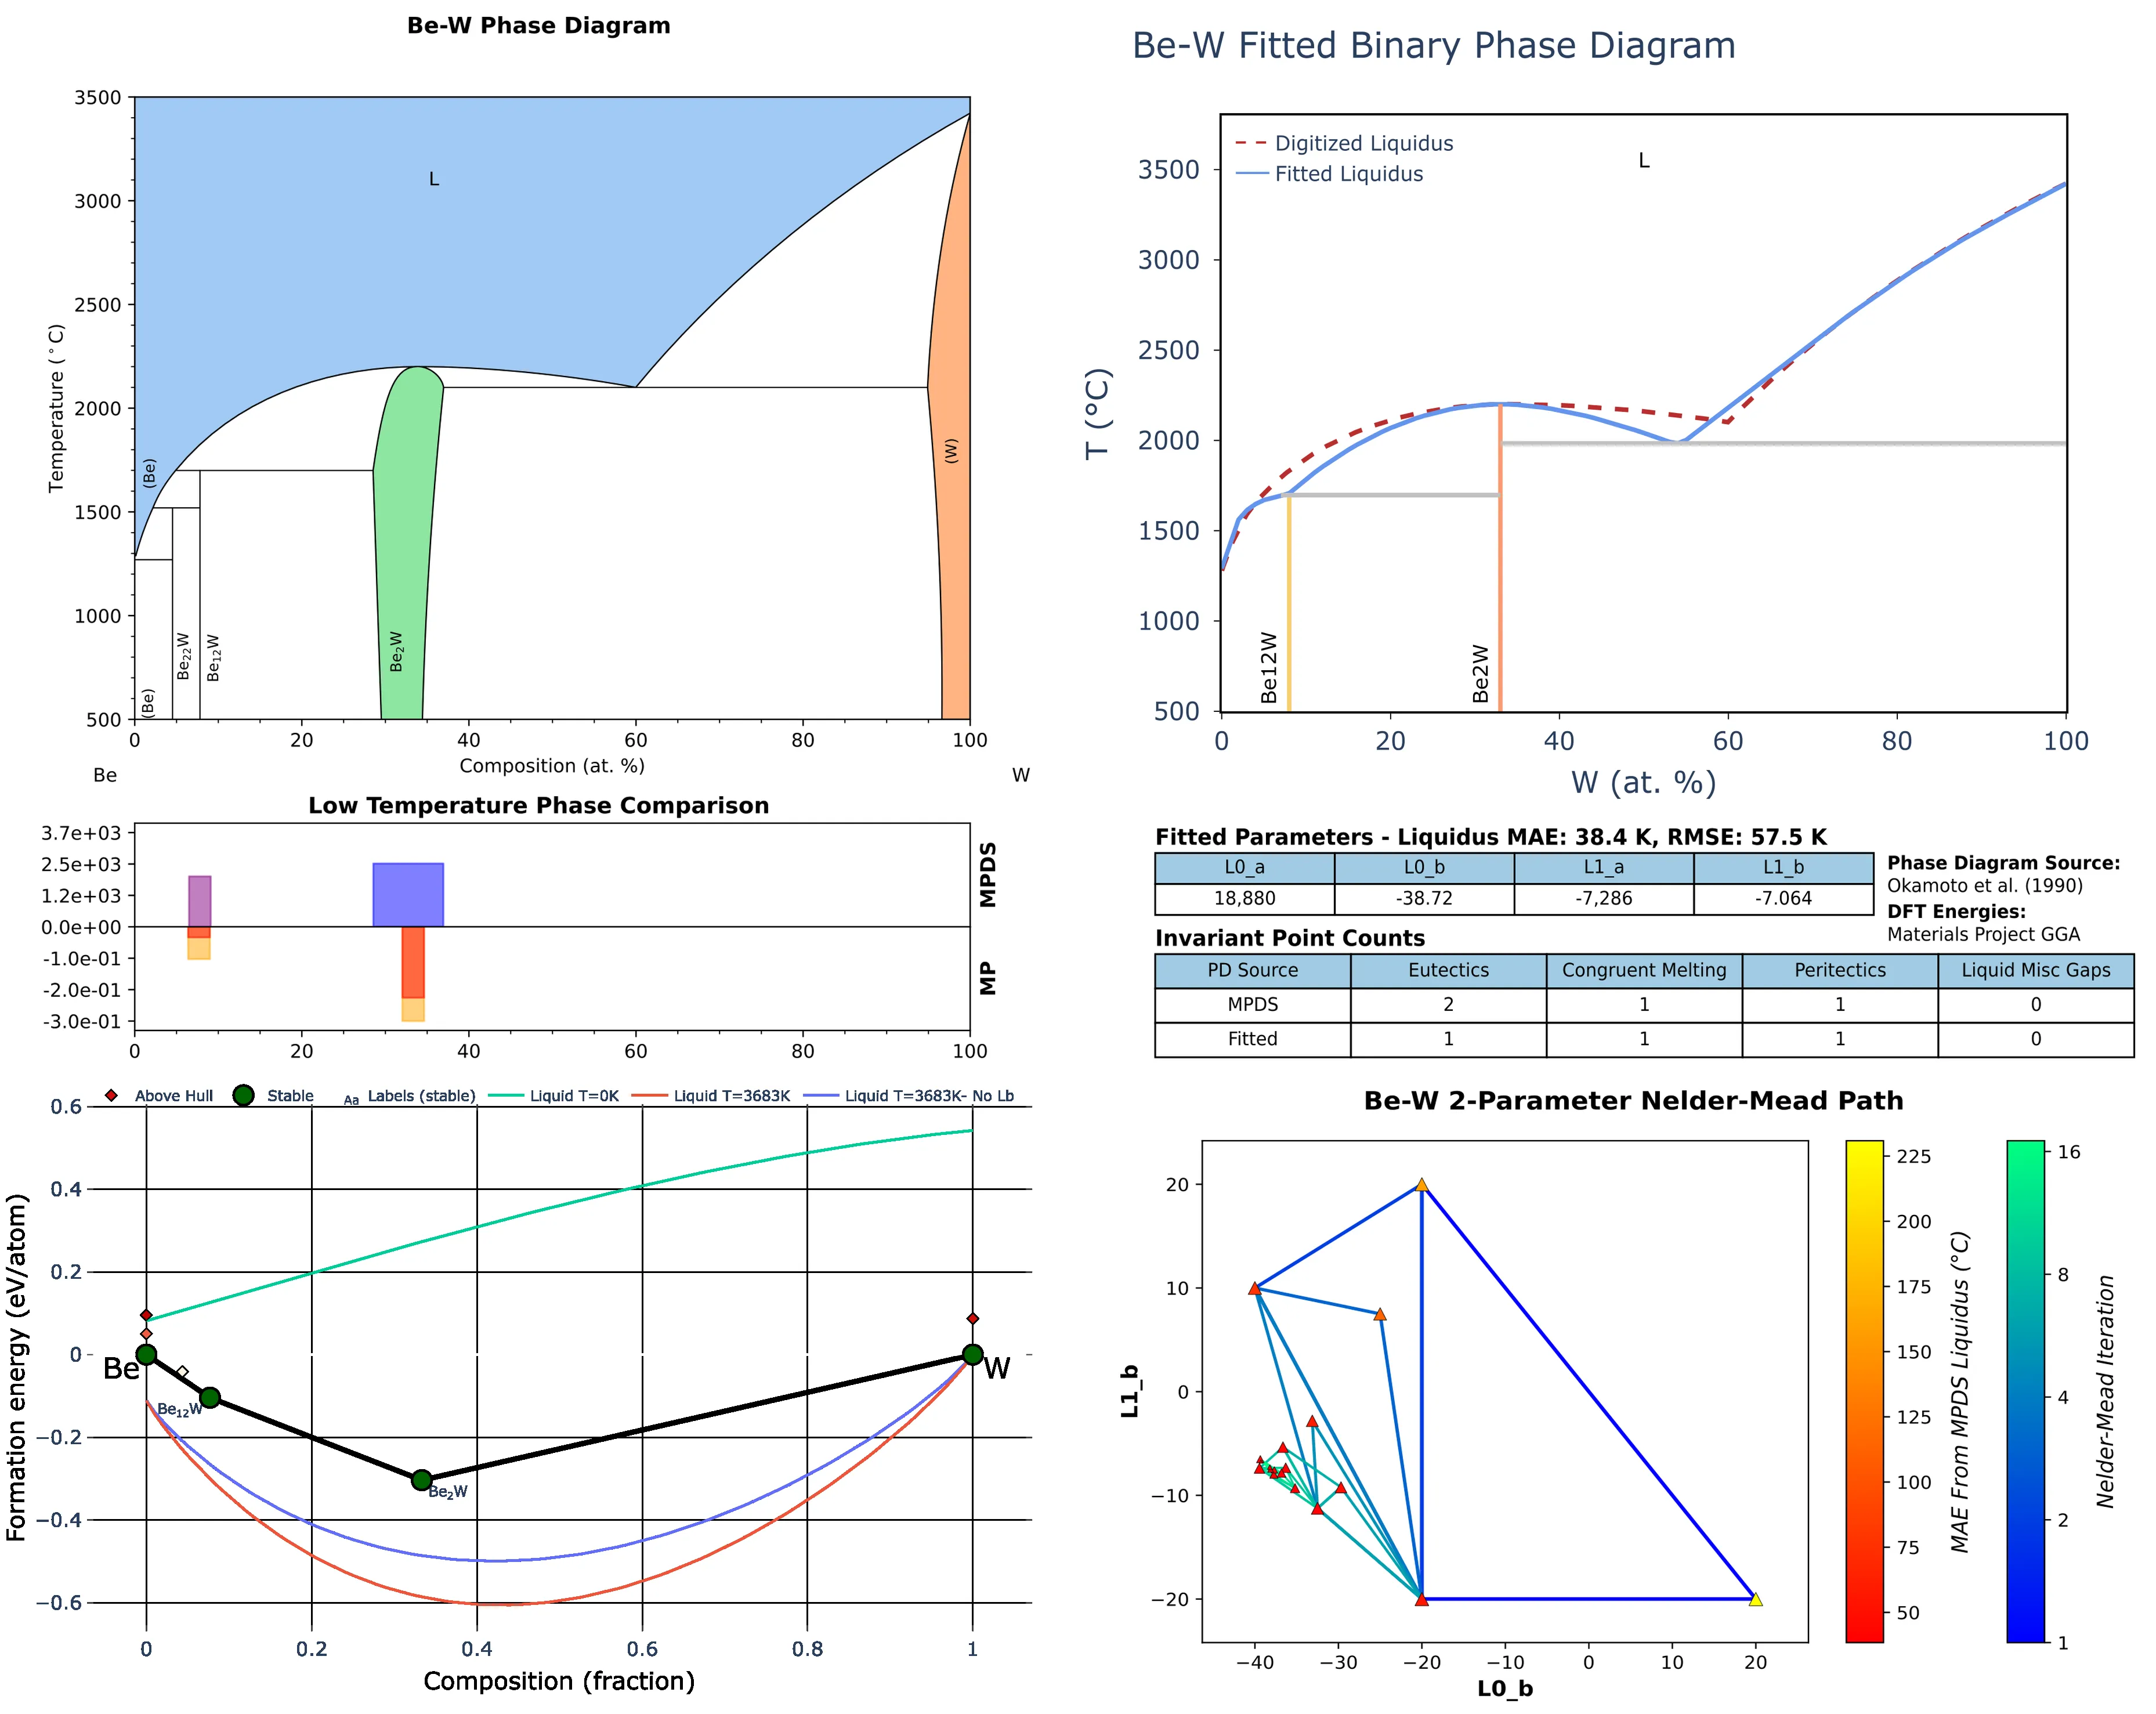 Be-W Phase Diagram
3500
3000
2500
2000
1500
1000
500
Temperature (°C)
L
(Be)
(Be)
Be₂₂W
Be₁₂W
Be₂W
(W)
0 20 40 60 80 100
Be Composition (at. %) W
Be-W Fitted Binary Phase Diagram
Digitized Liquidus
Fitted Liquidus
L
3500
3000
2500
2000
1500
1000
500
T (°C)
Be12W
Be2W
0 20 40 60 80 100
W (at. %)
Low Temperature Phase Comparison
3.7e+03
2.5e+03
1.2e+03
0.0e+00
-1.0e-01
-2.0e-01
-3.0e-01
MPDS
MP
0 20 40 60 80 100
Fitted Parameters - Liquidus MAE: 38.4 K, RMSE: 57.5 K
L0_a L0_b L1_a L1_b
18,880 -38.72 -7,286 -7.064
Phase Diagram Source:
Okamoto et al. (1990)
DFT Energies:
Materials Project GGA
Invariant Point Counts
PD Source Eutectics Congruent Melting Peritectics Liquid Misc Gaps
MPDS 2 1 1 0
Fitted 1 1 1 0
Above Hull Stable Aa Labels (stable) Liquid T=0K Liquid T=3683K Liquid T=3683K- No Lb
0.6
0.4
0.2
0
−0.2
−0.4
−0.6
Formation energy (eV/atom)
Be
Be₁₂W
Be₂W
W
0 0.2 0.4 0.6 0.8 1
Composition (fraction)
Be-W 2-Parameter Nelder-Mead Path
20
10
0
−10
−20
L1_b
−40 −30 −20 −10 0 10 20
L0_b
225
200
175
150
125
100
75
50
MAE From MPDS Liquidus (°C)
16
8
4
2
1
Nelder-Mead Iteration